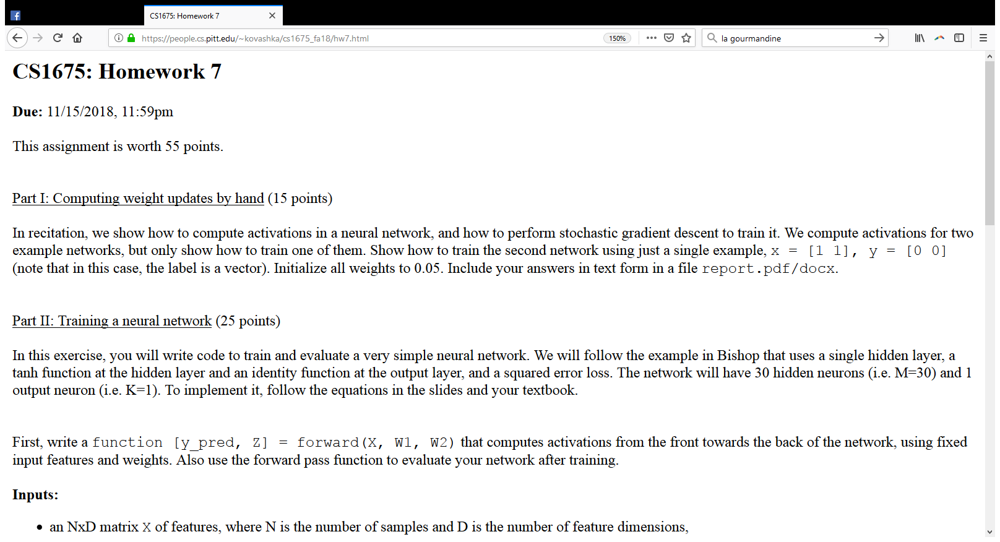 CS1675: Homework 7
https://people.cs.pitt.edu/~kovashka/cs1675_fa18/hw7.html
150%
la gourmandine
CS1675: Homework 7
Due: 11/15/2018, 11:59pm
This assignment is worth 55 points.
Part I: Computing weight updates by hand (15 points)
In recitation, we show how to compute activations in a neural network, and how to perform stochastic gradient descent to train it. We compute activations for two
example networks, but only show how to train one of them. Show how to train the second network using just a single example, x = [1 1], y = [0 0]
(note that in this case, the label is a vector). Initialize all weights to 0.05. Include your answers in text form in a file report.pdf/docx.
Part II: Training a neural network (25 points)
In this exercise, you will write code to train and evaluate a very simple neural network. We will follow the example in Bishop that uses a single hidden layer, a
tanh function at the hidden layer and an identity function at the output layer, and a squared error loss. The network will have 30 hidden neurons (i.e. M=30) and 1
output neuron (i.e. K=1). To implement it, follow the equations in the slides and your textbook.
First, write a function [y_pred, Z] = forward(X, W1, W2) that computes activations from the front towards the back of the network, using fixed
input features and weights. Also use the forward pass function to evaluate your network after training.
Inputs:
• an NxD matrix X of features, where N is the number of samples and D is the number of feature dimensions,